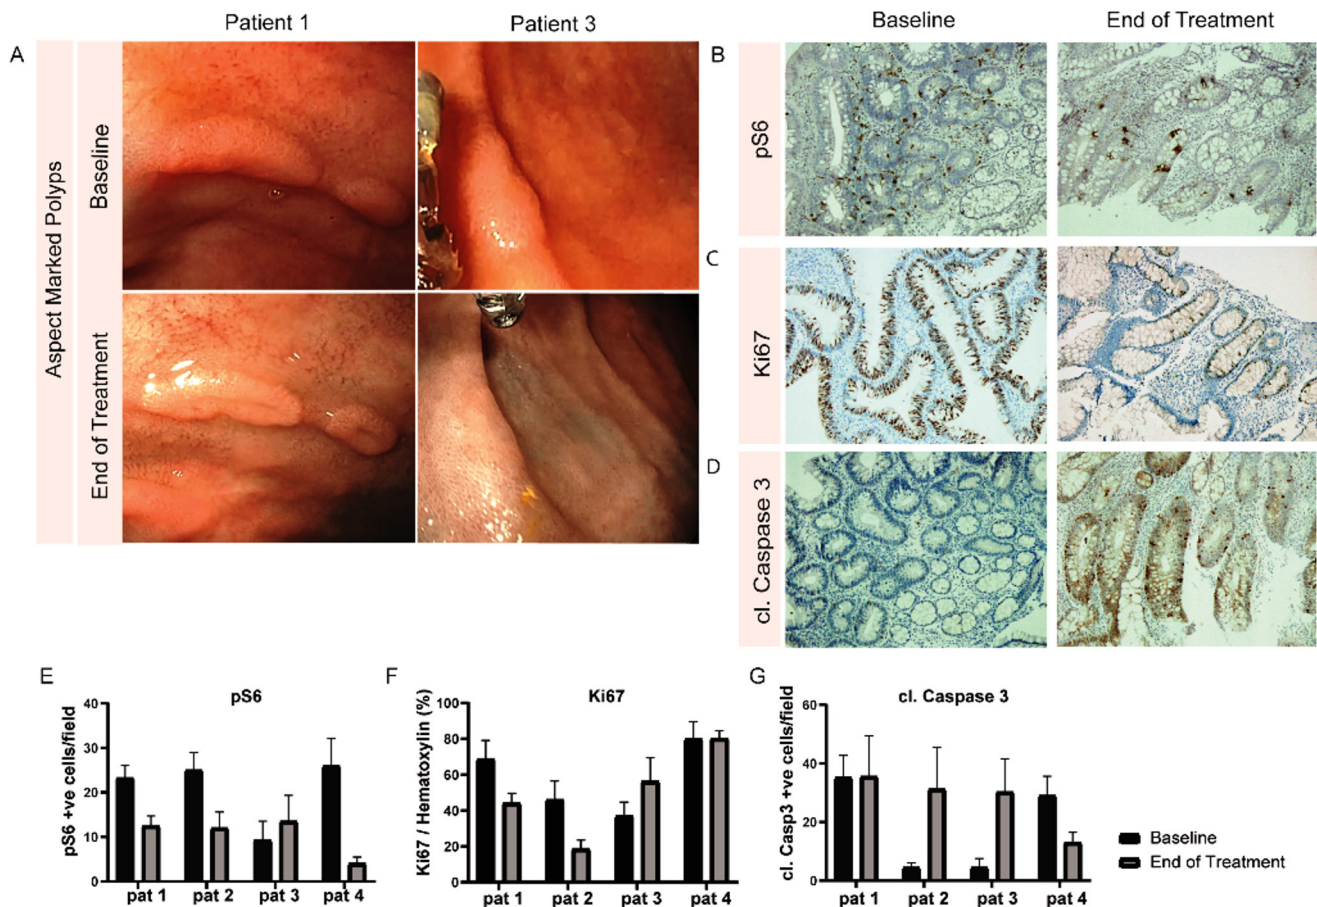 Patient 1
Patient 3
A
Aspect Marked Polyps
Baseline
End of Treatment
Baseline
End of Treatment
B
pS6
C
Ki67
D
cl. Caspase 3
E
pS6
pS6 +ve cells/field
40
30
20
10
0
pat 1 pat 2 pat 3 pat 4
F
Ki67
Ki67 / Hematoxylin (%)
100
80
60
40
20
0
pat 1 pat 2 pat 3 pat 4
G
cl. Caspase 3
cl. Casp3 +ve cells/field
60
40
20
0
pat 1 pat 2 pat 3 pat 4
Baseline
End of Treatment